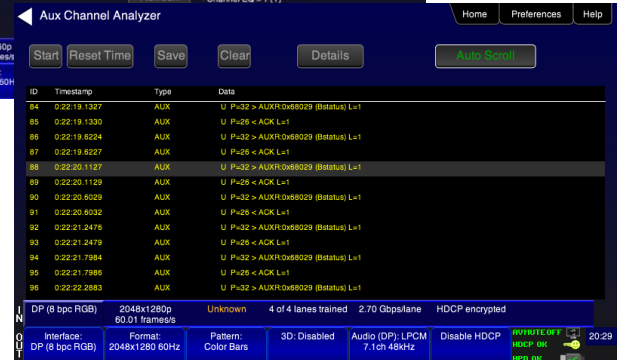 Channel EQ = 1 (1)
Aux Channel Analyzer
Home Preferences Help
Start Reset Time Save Clear Details Auto Scroll
ID Timestamp Type Data
84 0:22:19.1327 AUX U P=32 > AUXR:0x68029 (Bstatus) L=1
85 0:22:19.1330 AUX U P=26 < ACK L=1
86 0:22:19.6224 AUX U P=32 > AUXR:0x68029 (Bstatus) L=1
87 0:22:19.6227 AUX U P=26 < ACK L=1
88 0:22:20.1127 AUX U P=32 > AUXR:0x68029 (Bstatus) L=1
89 0:22:20.1129 AUX U P=26 < ACK L=1
90 0:22:20.6029 AUX U P=32 > AUXR:0x68029 (Bstatus) L=1
91 0:22:20.6032 AUX U P=26 < ACK L=1
92 0:22:21.2476 AUX U P=32 > AUXR:0x68029 (Bstatus) L=1
93 0:22:21.2479 AUX U P=26 < ACK L=1
94 0:22:21.7984 AUX U P=32 > AUXR:0x68029 (Bstatus) L=1
95 0:22:21.7986 AUX U P=26 < ACK L=1
96 0:22:22.2883 AUX U P=32 > AUXR:0x68029 (Bstatus) L=1
IN DP (8 bpc RGB) 2048x1280p Unknown 4 of 4 lanes trained 2.70 Gbps/lane HDCP encrypted
60.01 frames/s
OUT Interface: Format: Pattern: 3D: Disabled Audio (DP): LPCM Disable HDCP AVMUTE OFF 20:29
DP (8 bpc RGB) 2048x1280 60Hz Color Bars 7.1ch 48kHz HDCP OK
HPD OK